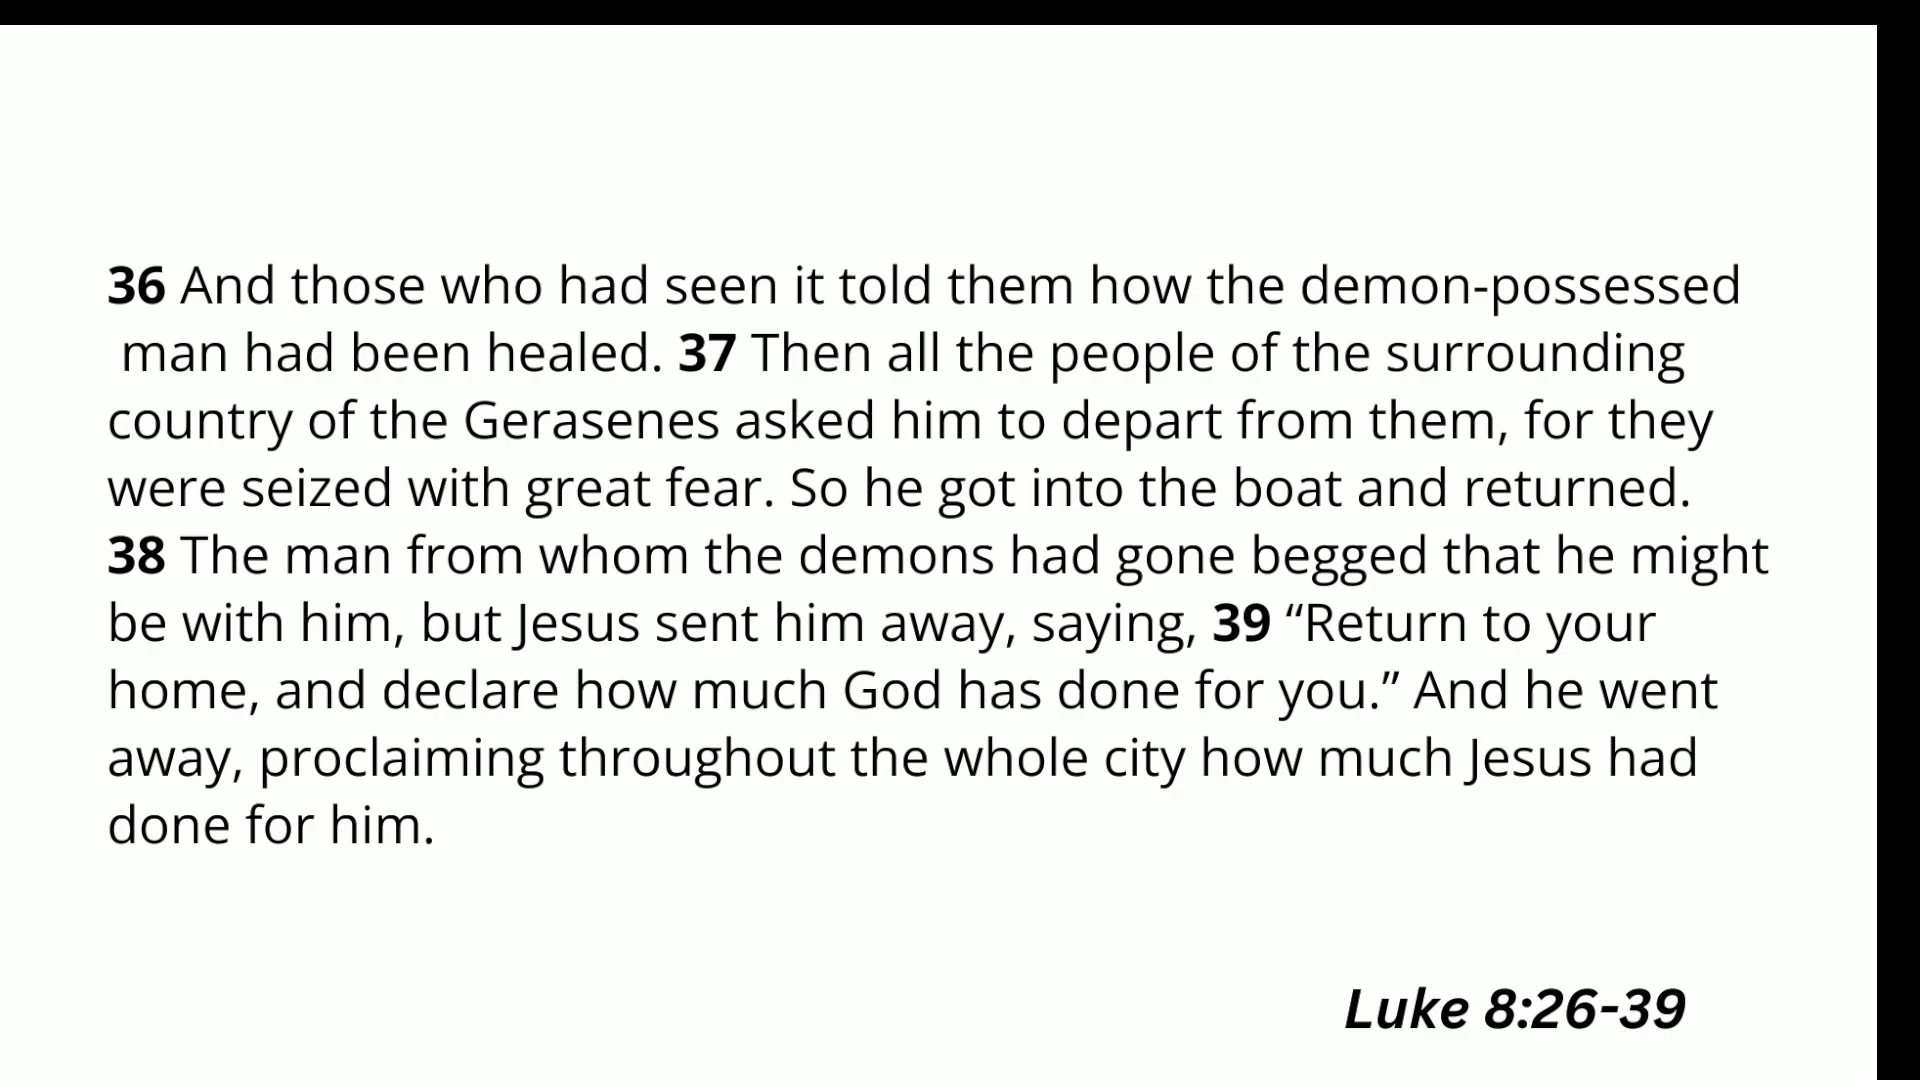 36 And those who had seen it told them how the demon-possessed
man had been healed. 37 Then all the people of the surrounding
country of the Gerasenes asked him to depart from them, for they
were seized with great fear. So he got into the boat and returned.
38 The man from whom the demons had gone begged that he might
be with him, but Jesus sent him away, saying, 39 “Return to your
home, and declare how much God has done for you.” And he went
away, proclaiming throughout the whole city how much Jesus had
done for him.
Luke 8:26-39